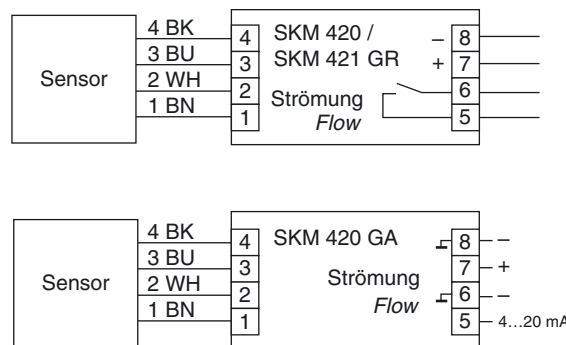 4 BK
3 BU
2 WH
1 BN
Sensor
4
3
2
1
SKM 420 /
SKM 421 GR
Strömung
Flow
– 8
+ 7
6
5
4 BK
3 BU
2 WH
1 BN
Sensor
4
3
2
1
SKM 420 GA
Strömung
Flow
8 –
7 +
6 –
5 4…20 mA